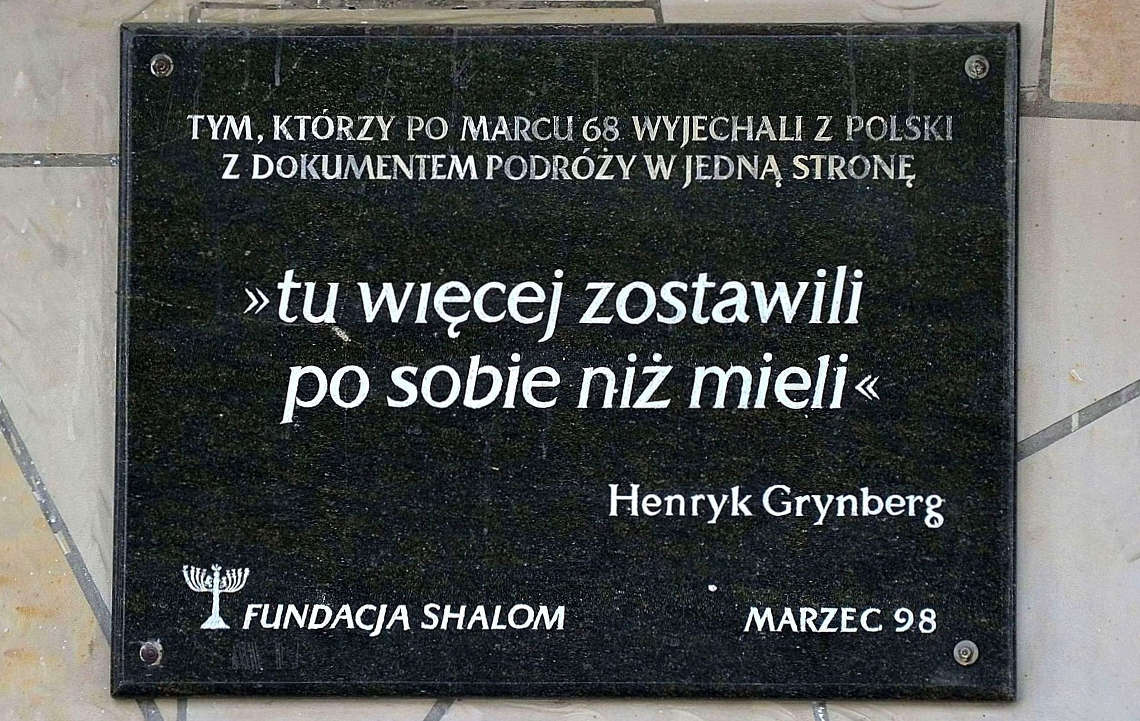 TYM, KTÓRZY PO MARCU 68 WYJECHALI Z POLSKI
Z DOKUMENTEM PODRÓŻY W JEDNĄ STRONĘ
»tu więcej zostawili
po sobie niż mieli«
Henryk Grynberg
FUNDACJA SHALOM
MARZEC 98